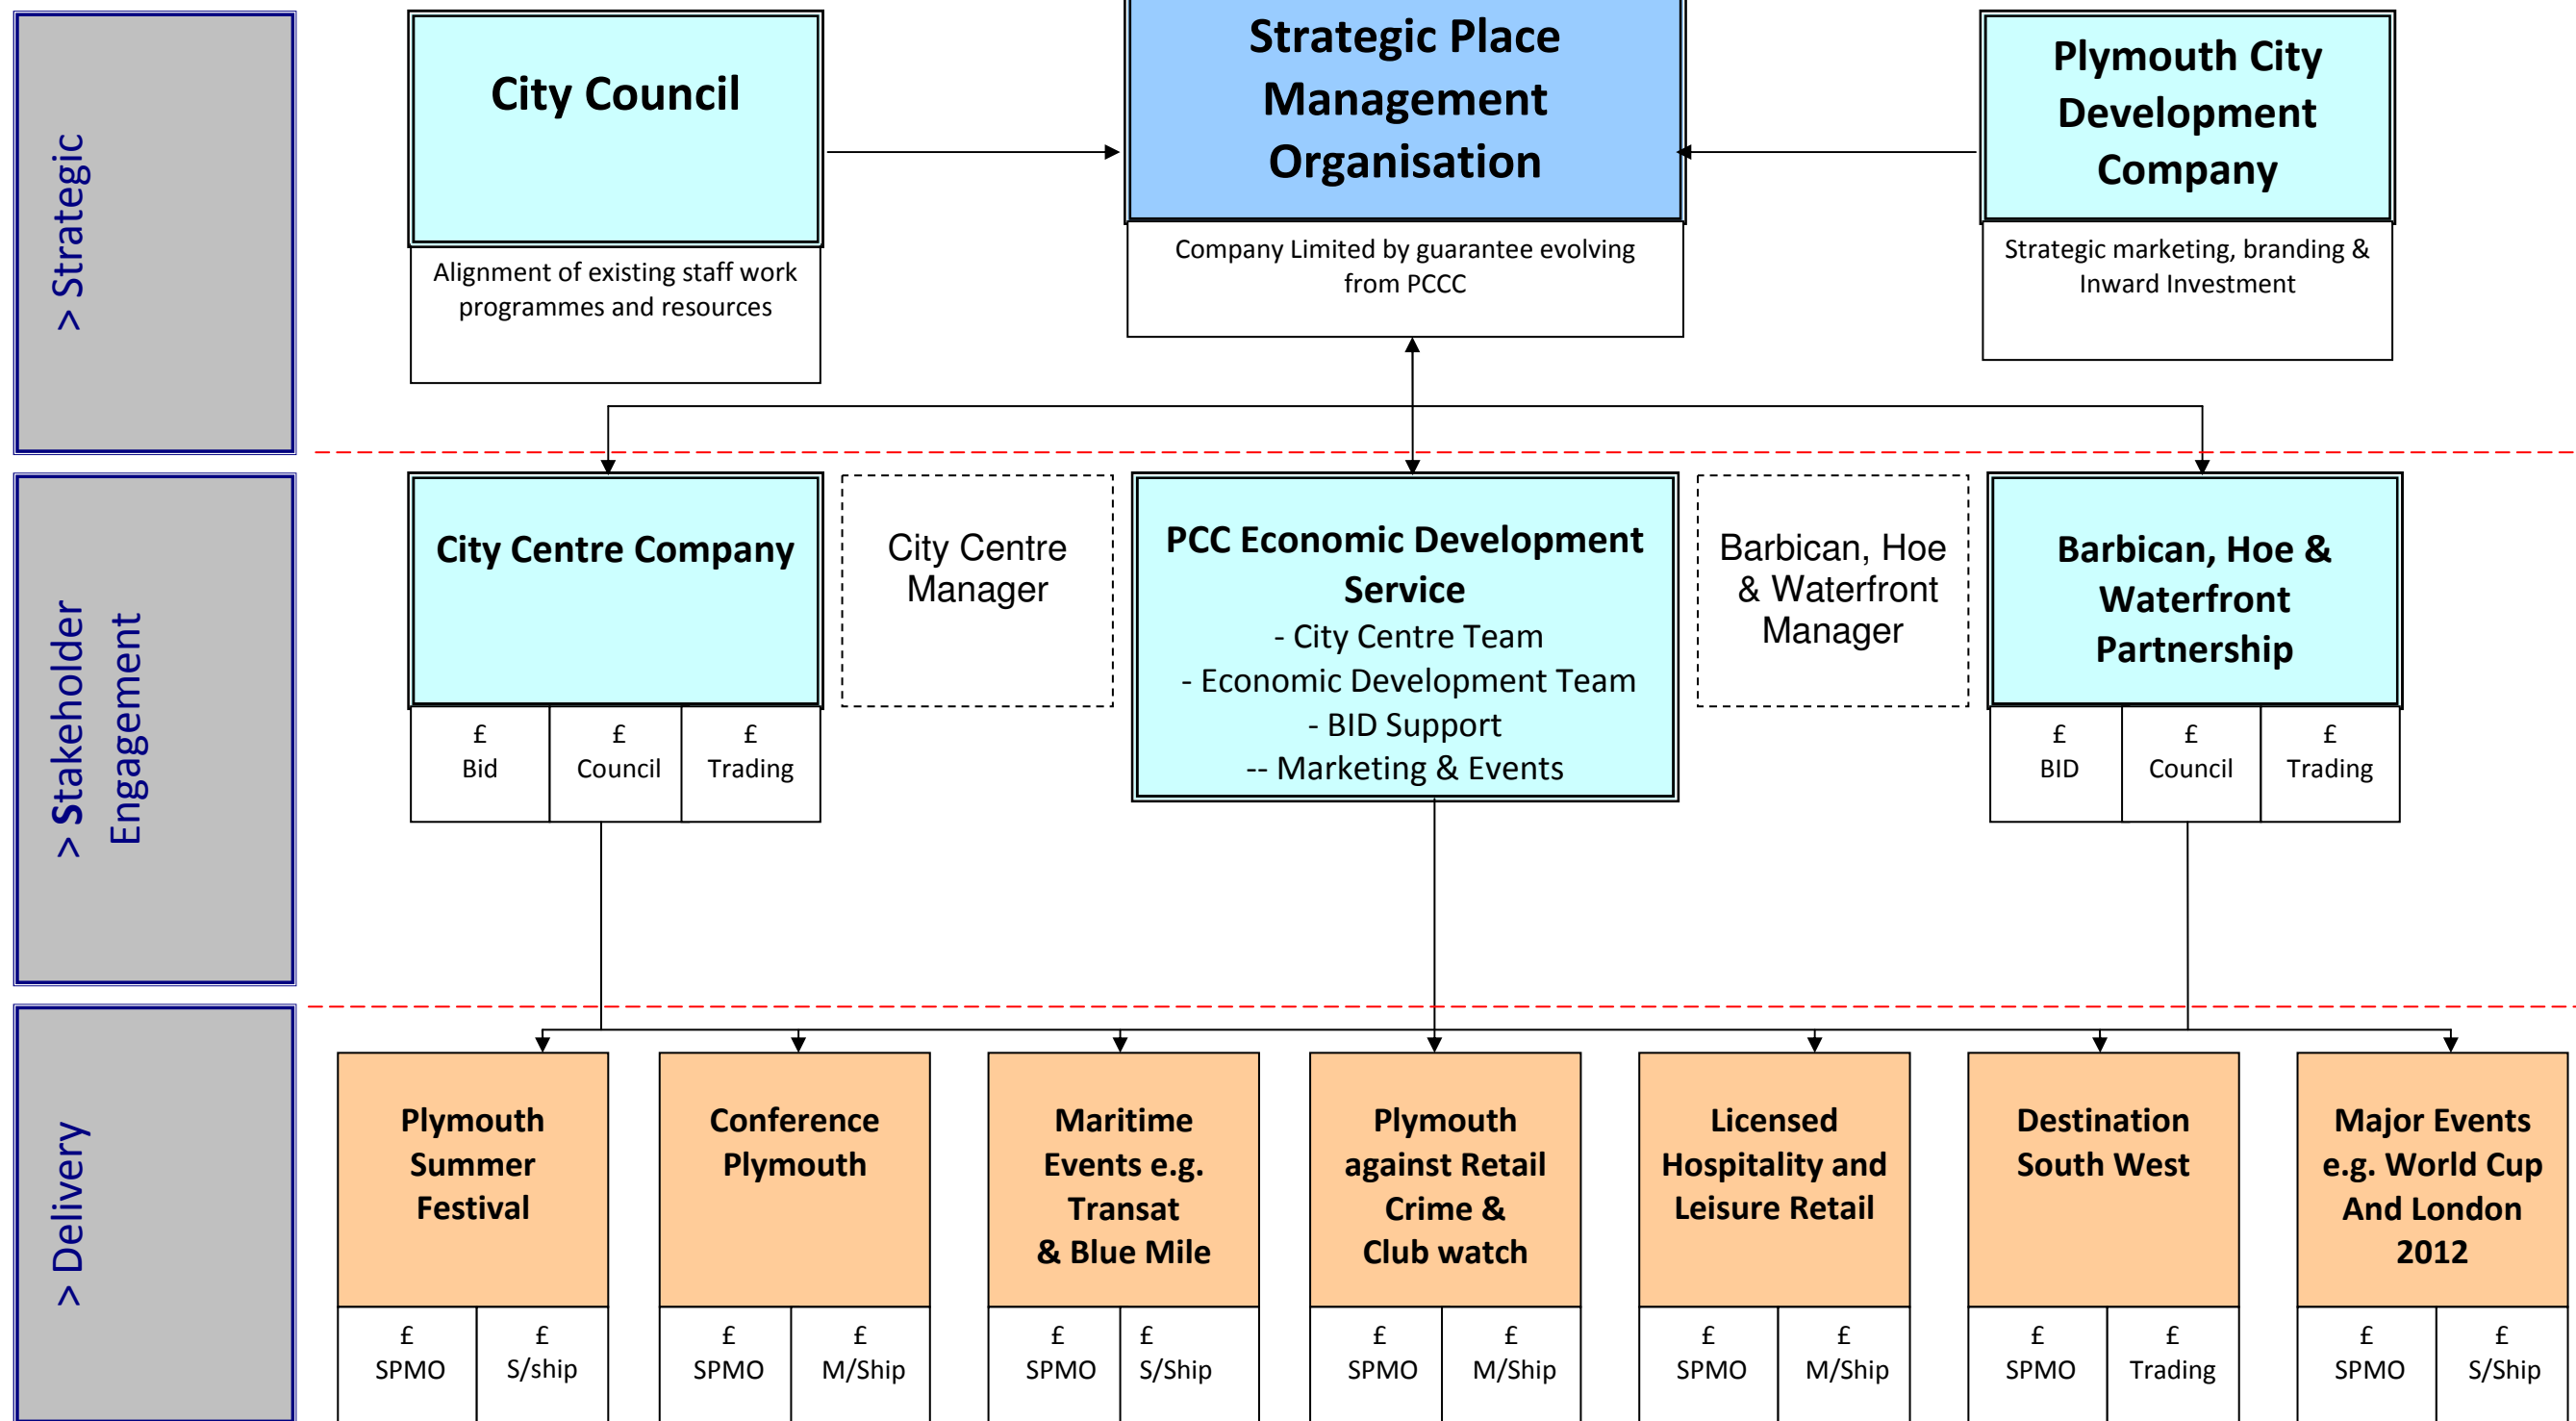 > Strategic
City Council
Alignment of existing staff work
programmes and resources
Strategic Place
Management
Organisation
Company Limited by guarantee evolving
from PCCC
Plymouth City
Development
Company
Strategic marketing, branding &
Inward Investment
> Stakeholder
Engagement
City Centre Company
£
Bid
£
Council
£
Trading
City Centre
Manager
PCC Economic Development
Service
- City Centre Team
- Economic Development Team
- BID Support
-- Marketing & Events
Barbican, Hoe
& Waterfront
Manager
Barbican, Hoe &
Waterfront
Partnership
£
BID
£
Council
£
Trading
> Delivery
Plymouth
Summer
Festival
£
SPMO
£
S/ship
Conference
Plymouth
£
SPMO
£
M/Ship
Maritime
Events e.g.
Transat
& Blue Mile
£
SPMO
£
S/Ship
Plymouth
against Retail
Crime &
Club watch
£
SPMO
£
M/Ship
Licensed
Hospitality and
Leisure Retail
£
SPMO
£
M/Ship
Destination
South West
£
SPMO
£
Trading
Major Events
e.g. World Cup
And London
2012
£
SPMO
£
S/Ship